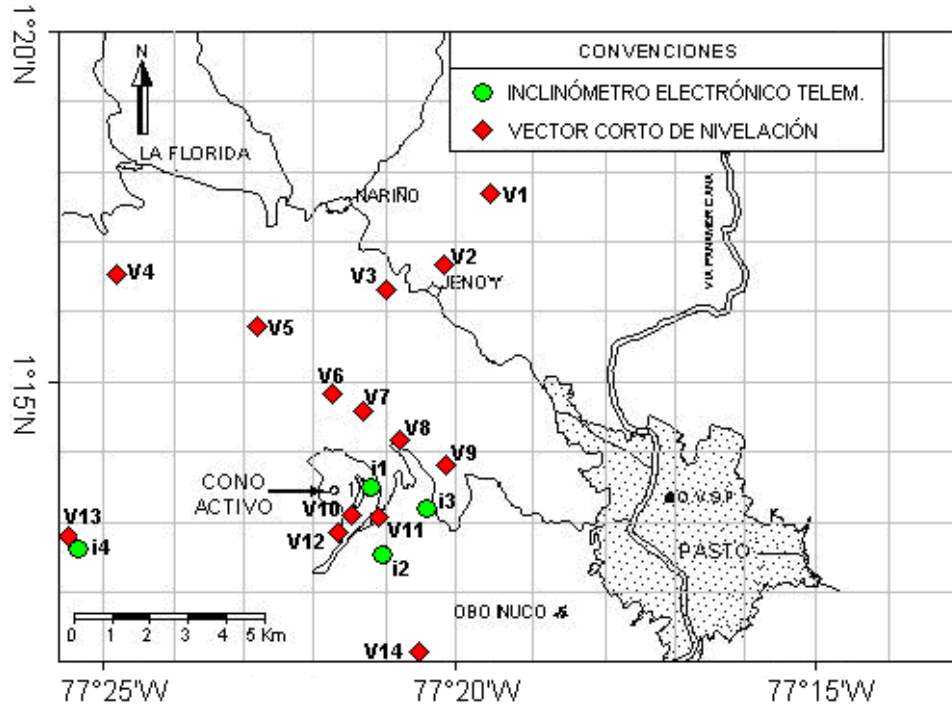 1°20'N
CONVENCIONES
N
INCLINÓMETRO ELECTRÓNICO TELEM.
VECTOR CORTO DE NIVELACIÓN
LA FLORIDA
NARIÑO
V1
VIA PANAMERICANA
V2
V4
V3
JENOY
V5
1°15'N
V6
V7
V8
V9
CONO
ACTIVO
i1
i3
V10
V11
O.V.S.P.
V13
V12
i4
i2
PASTO
OBONUCO
0 1 2 3 4 5 Km
V14
77°25'W
77°20'W
77°15'W